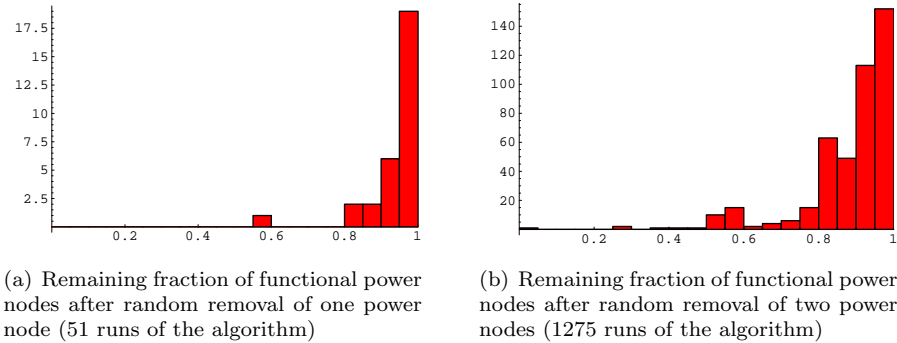 17.5
15
12.5
10
7.5
5
2.5
0.2 0.4 0.6 0.8 1
140
120
100
80
60
40
20
0.2 0.4 0.6 0.8 1
(a) Remaining fraction of functional power
nodes after random removal of one power
node (51 runs of the algorithm)
(b) Remaining fraction of functional power
nodes after random removal of two power
nodes (1275 runs of the algorithm)